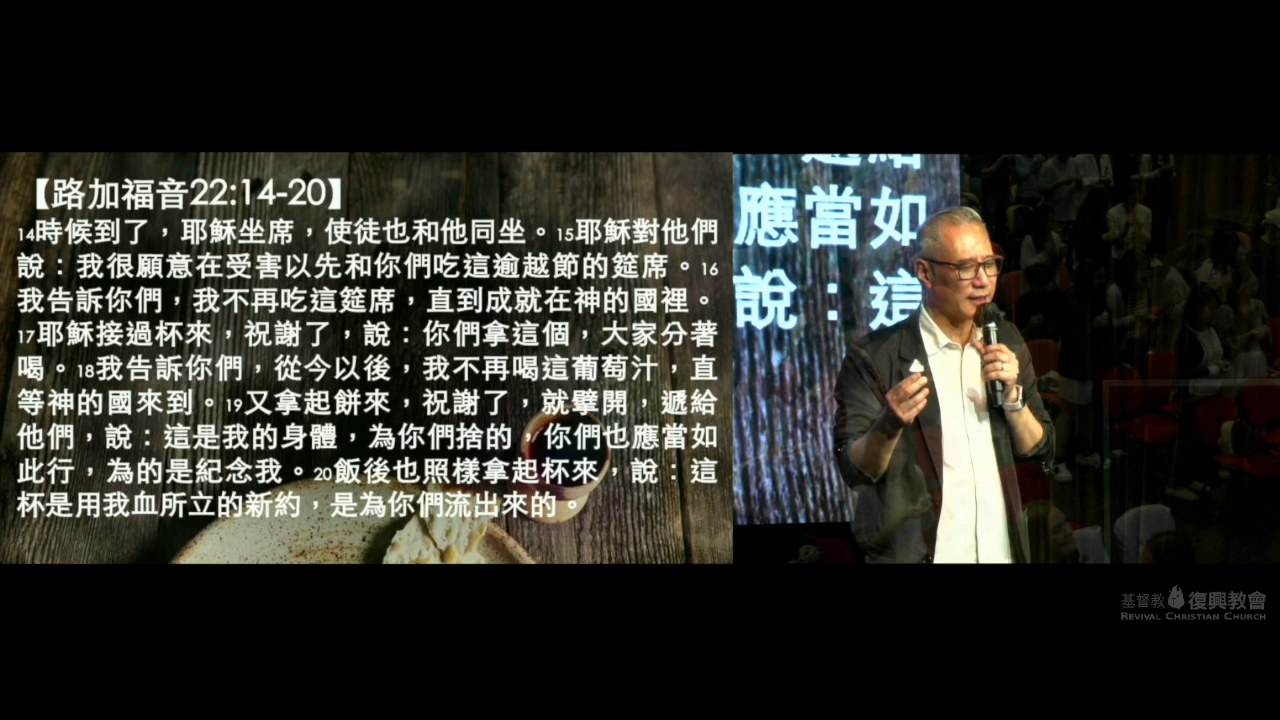 【路加福音22:14-20】
14時候到了，耶穌坐席，使徒也和他同坐。15耶穌對他們
說：我很願意在受害以先和你們吃這逾越節的筵席。16
我告訴你們，我不再吃這筵席，直到成就在神的國裡。
17耶穌接過杯來，祝謝了，說：你們拿這個，大家分著
喝。18我告訴你們，從今以後，我不再喝這葡萄汁，直
等神的國來到。19又拿起餅來，祝謝了，就擘開，遞給
他們，說：這是我的身體，為你們捨的，你們也應當如
此行，為的是紀念我。20飯後也照樣拿起杯來，說：這
杯是用我血所立的新約，是為你們流出來的。
應當如
說：這
基督教 復興教會
REVIVAL CHRISTIAN CHURCH